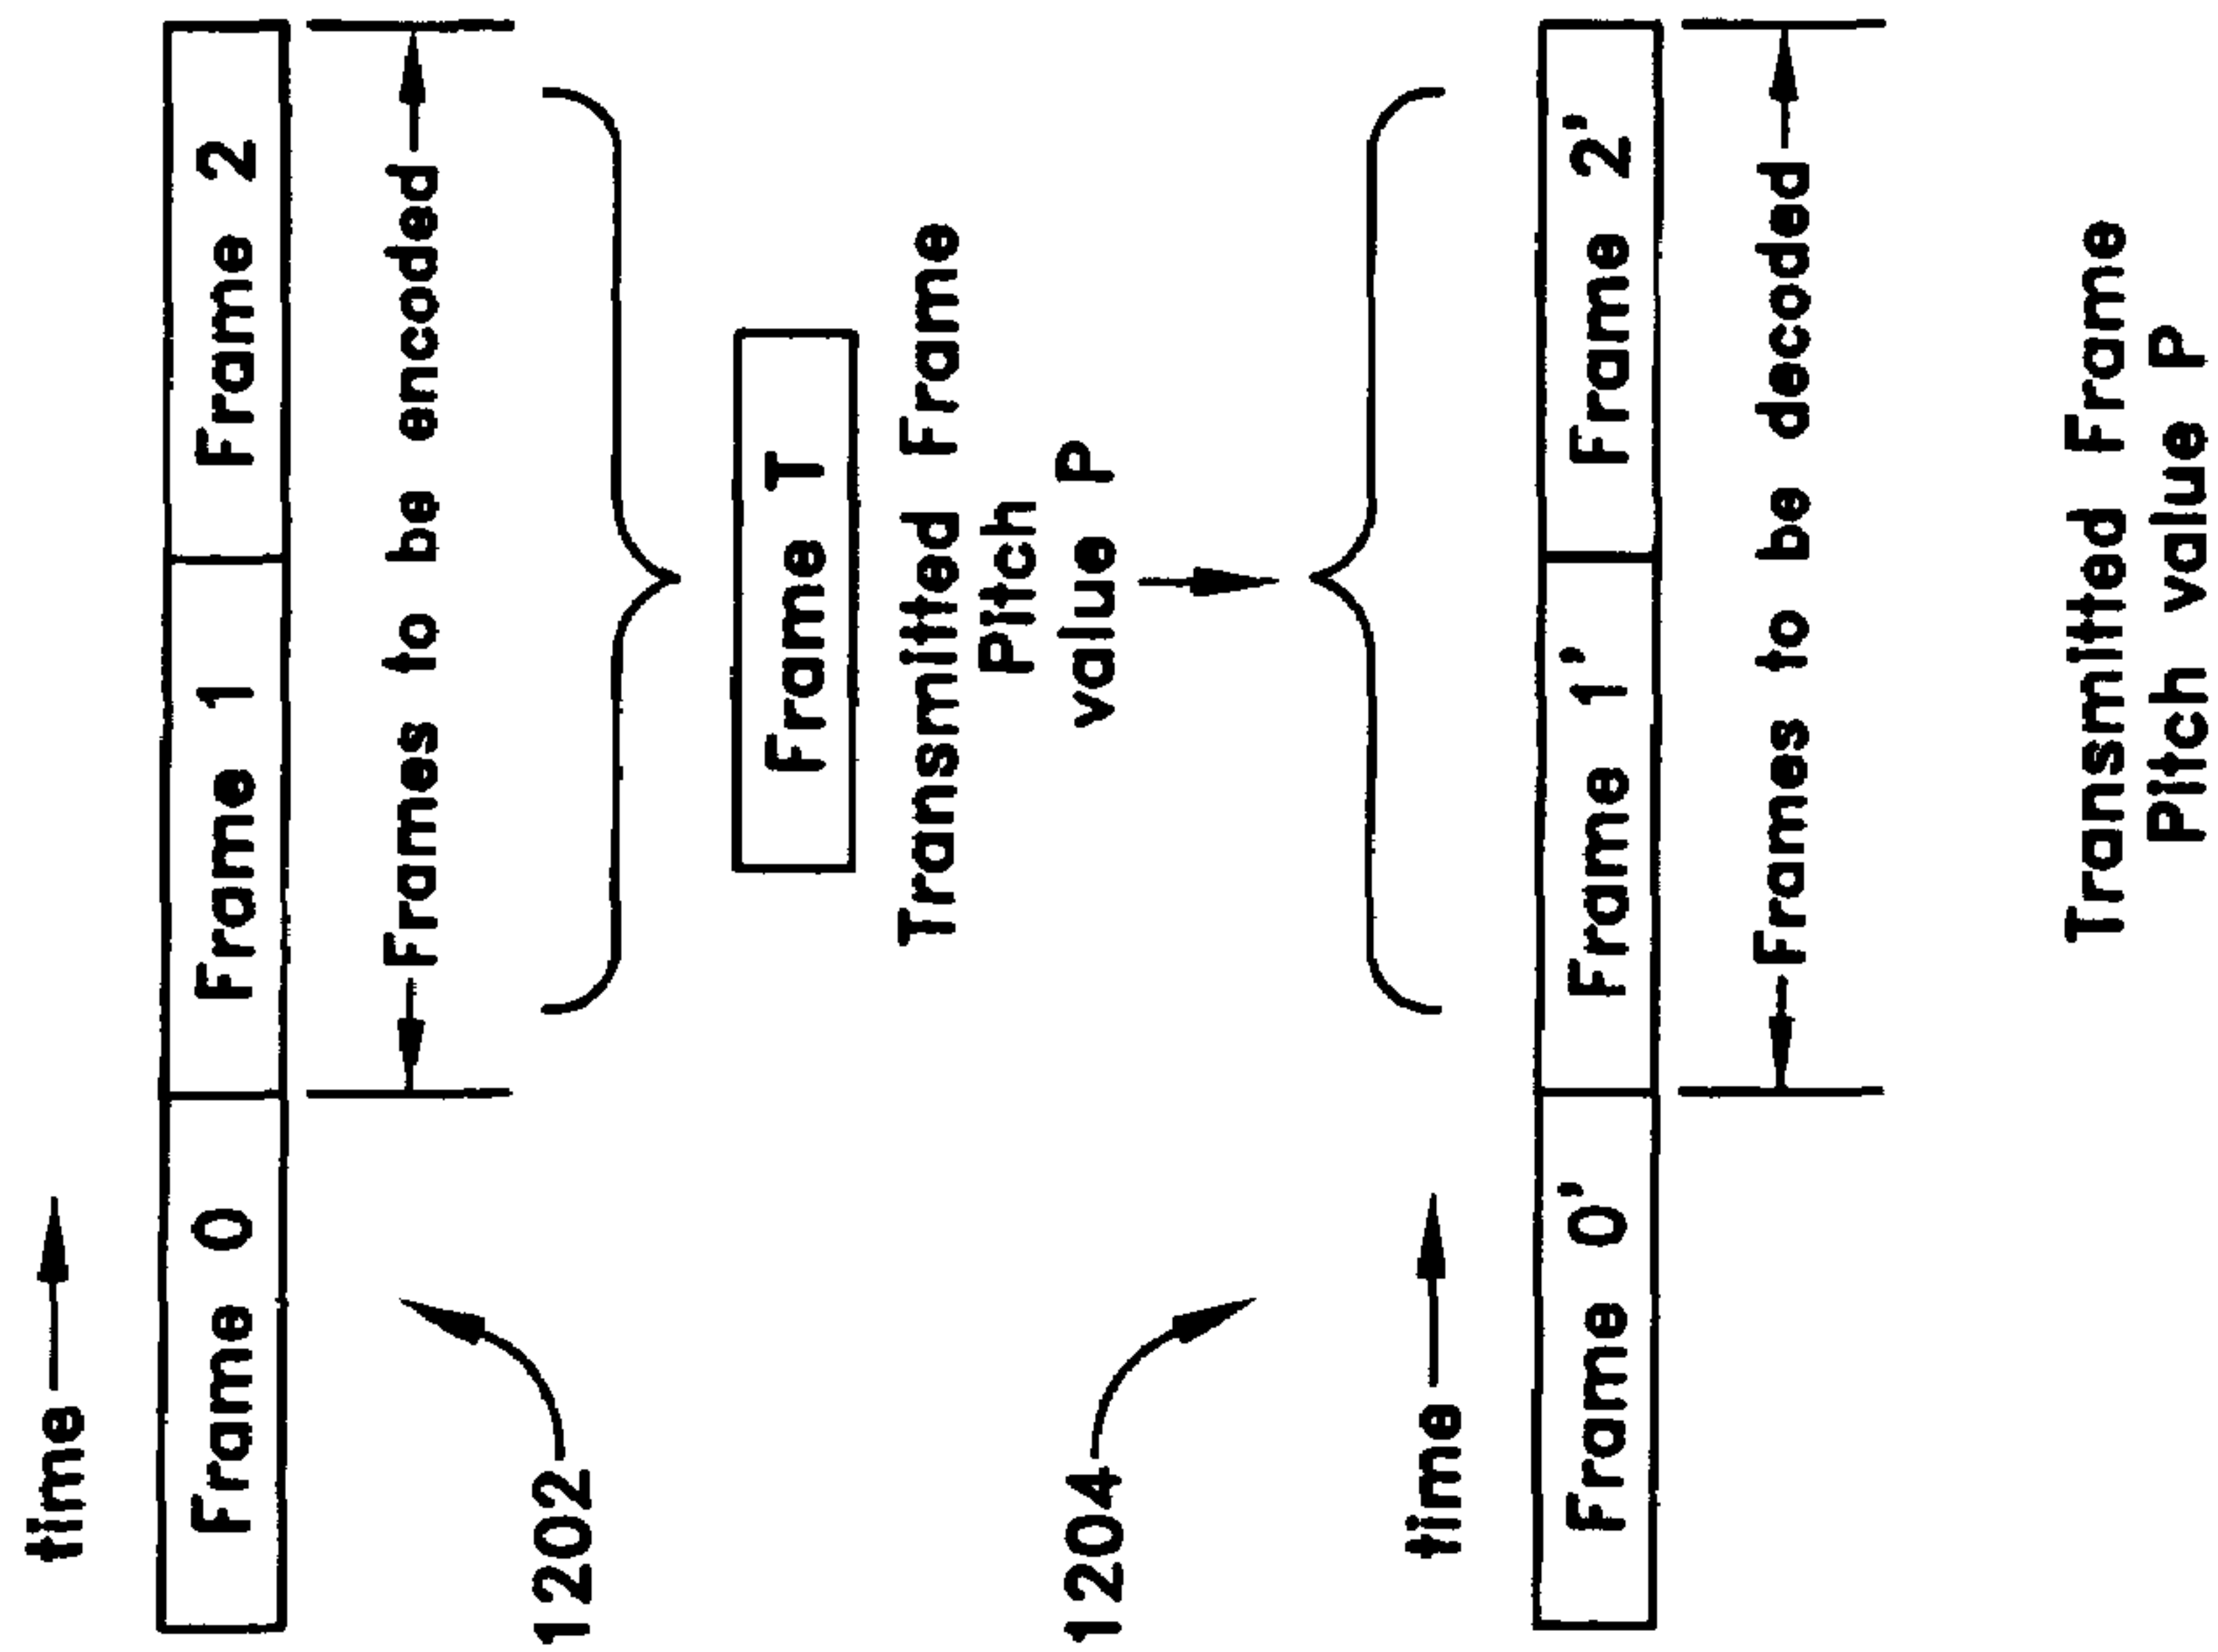 time
Frame 0 Frame 1 Frame 2
Frames to be encoded
1202
Frame T
Transmitted Frame
Pitch
value P
1204
time
Frame 0' Frame 1' Frame 2'
Frames to be decoded
Transmitted Frame
Pitch value P